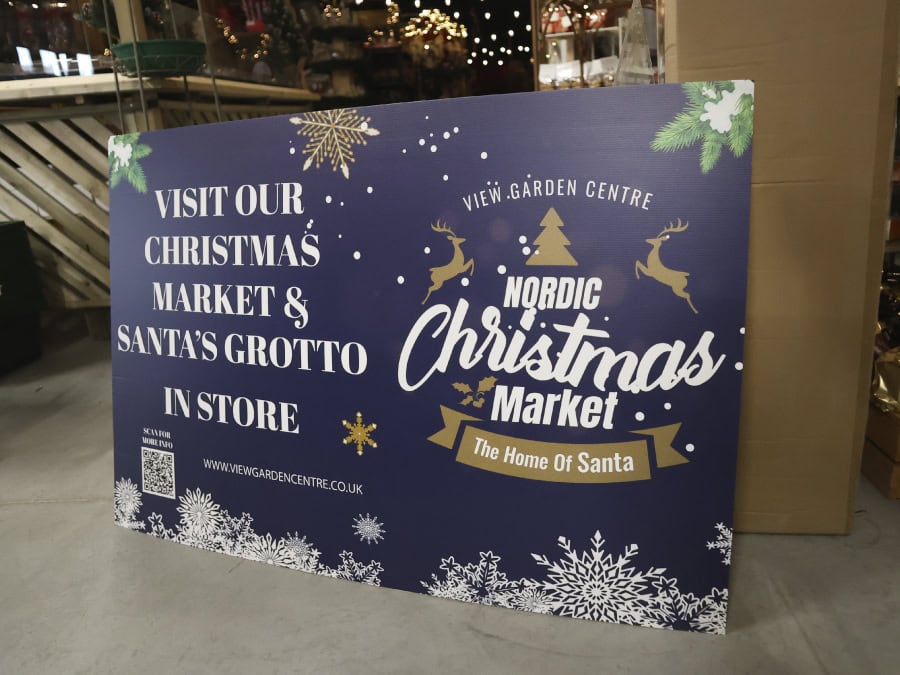 VISIT OUR
CHRISTMAS
MARKET &
SANTA'S GROTTO
IN STORE
SCAN FOR
MORE INFO
WWW.VIEWGARDENCENTRE.CO.UK
VIEW GARDEN CENTRE
NORDIC
Christmas
Market
The Home Of Santa